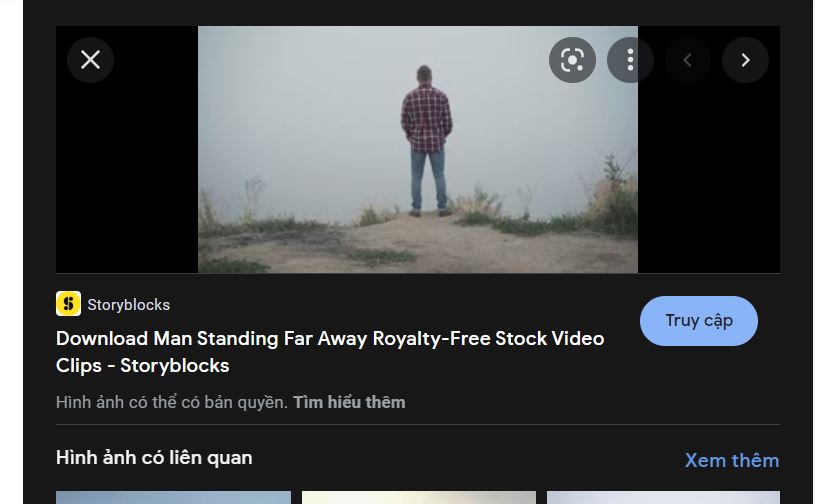 Storyblocks
Download Man Standing Far Away Royalty-Free Stock Video
Clips - Storyblocks
Truy cập
Hình ảnh có thể có bản quyền. Tìm hiểu thêm
Hình ảnh có liên quan
Xem thêm